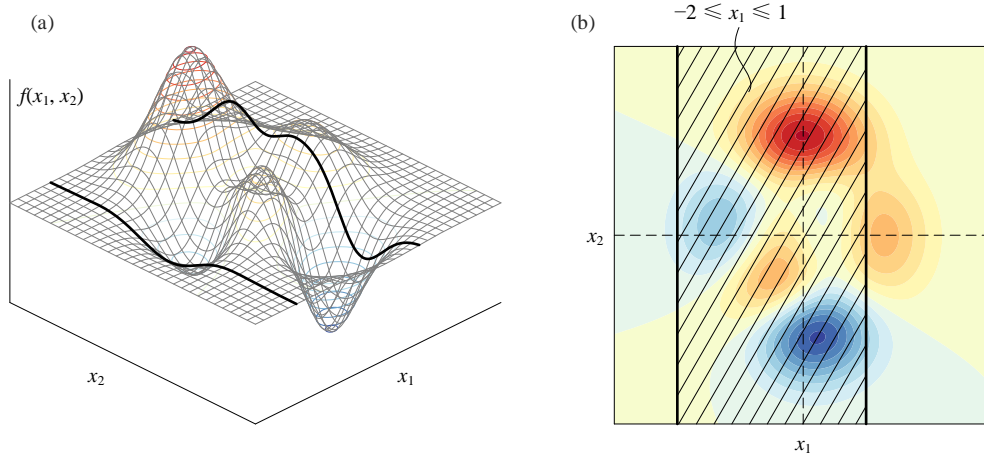 (a)
f(x₁, x₂)
x₂
x₁
(b)
−2 ⩽ x₁ ⩽ 1
x₂
x₁